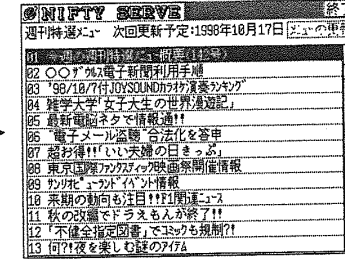 @NIFTY SERVE 終
週刊特選メニュー 次回更新予定:1998年10月17日
01 今週の週刊特選メニュー概要
02 ○○ｻﾞｳﾙｽ電子新聞利用手順
03 '98/10/7付JOYSOUNDｶﾗｵｹ演奏ﾗﾝｷﾝｸﾞ
04 雑学大学「女子大生の世界漫遊記」
05 最新電脳ネタで情報通!!
06 "電子メール盗聴"合法化を答申
07 超お得!!「いい夫婦の日きっぷ」
08 東京国際ﾌｧﾝﾀｽﾃｨｯｸ映画祭開催情報
09 ｻﾝﾘｵﾋﾟｭｰﾛﾗﾝﾄﾞｲﾍﾞﾝﾄ情報
10 来期の動向も注目!!F1関連ﾆｭｰｽ
11 秋の改編でドラえもんが終了!!
12 「不健全指定図書」でコミックも規制?!
13 何?!夜を楽しむ謎のｱｲﾃﾑ